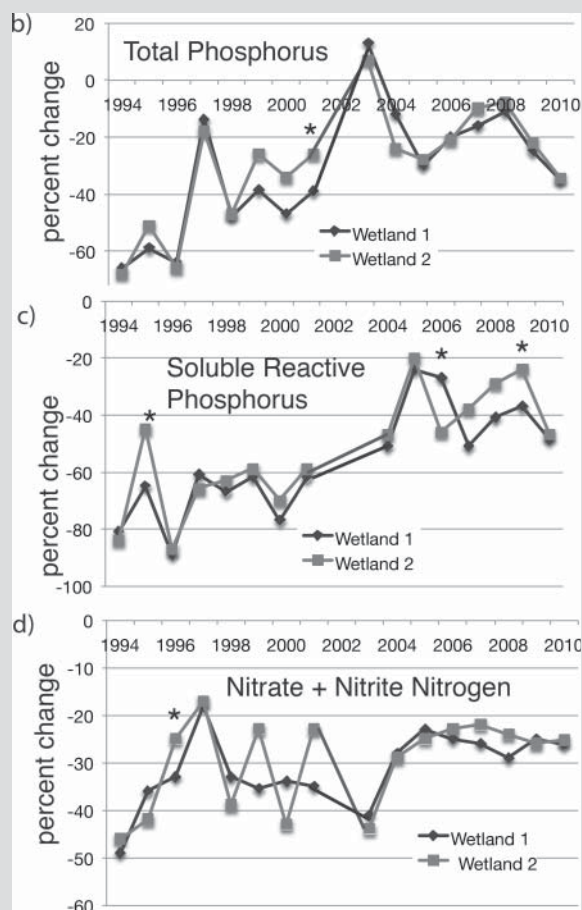 b)
percent change
20
0
-20
-40
-60
Total Phosphorus
1994 1996 1998 2000 2002 2004 2006 2008 2010
*
Wetland 1
Wetland 2
c)
percent change
0
-20
-40
-60
-80
-100
1994 1996 1998 2000 2002 2004 2006 2008 2010
Soluble Reactive
Phosphorus
* * *
Wetland 1
Wetland 2
d)
percent change
0
-10
-20
-30
-40
-50
-60
1994 1996 1998 2000 2002 2004 2006 2008 2010
Nitrate + Nitrite Nitrogen
*
Wetland 1
Wetland 2